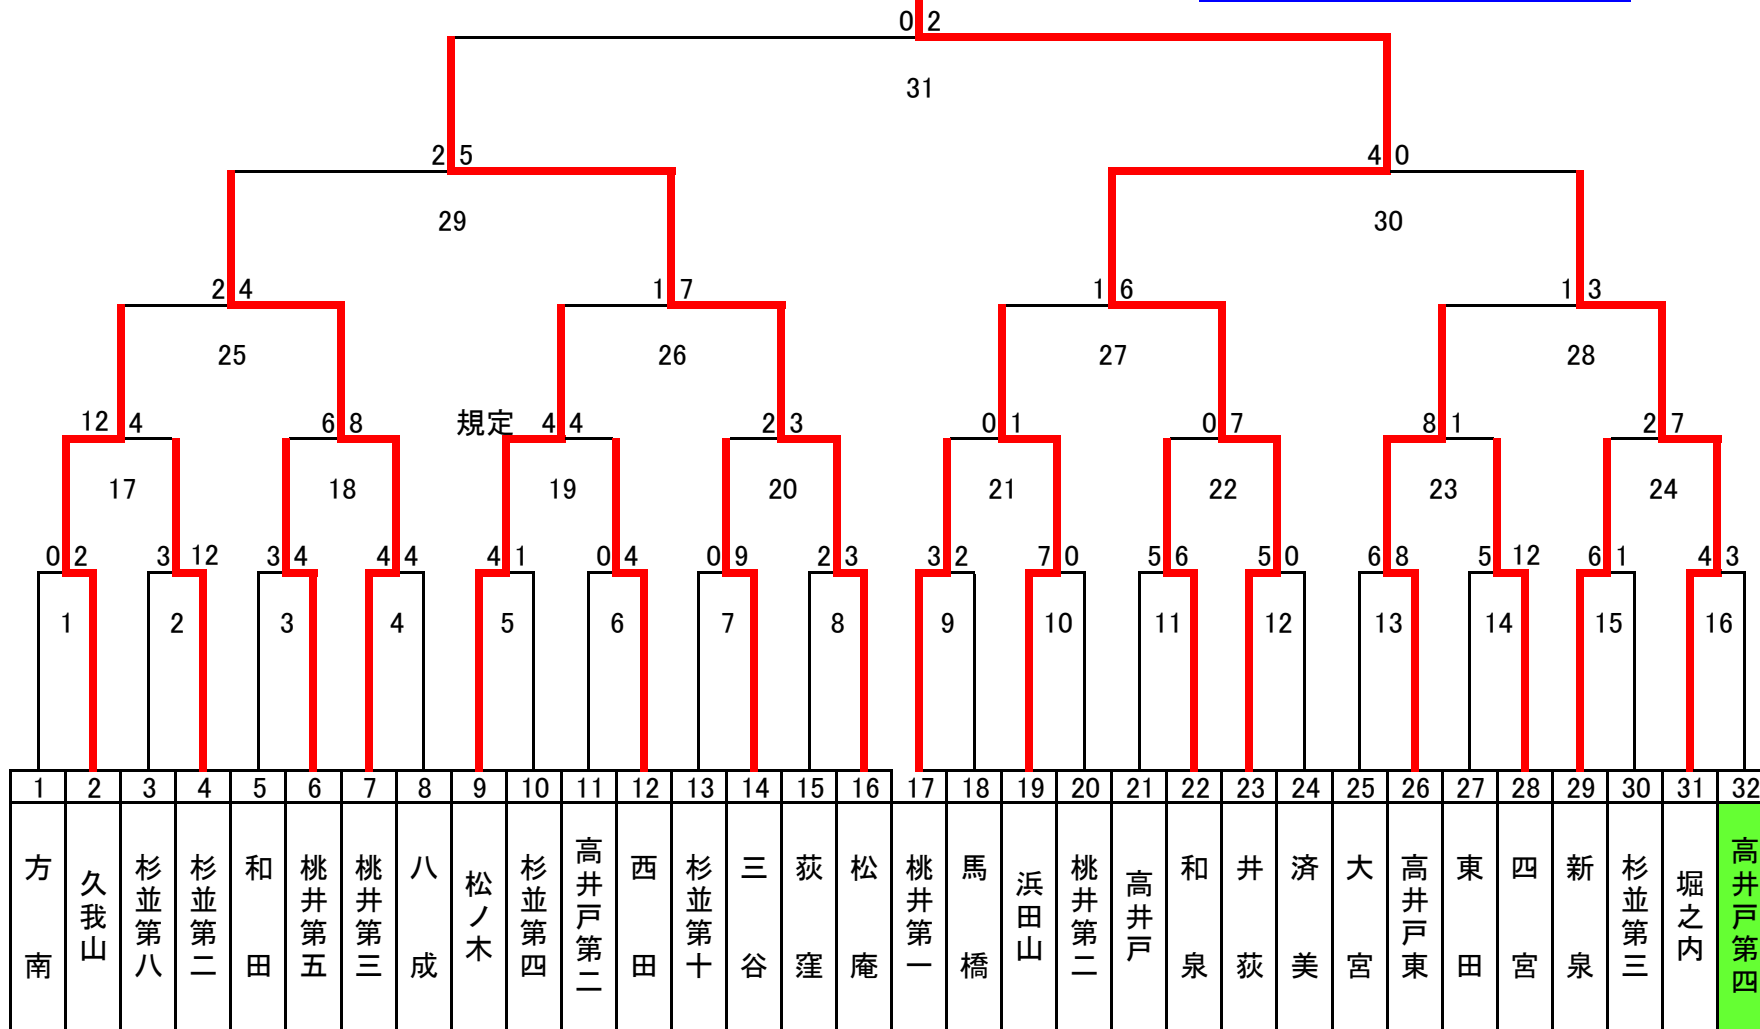 0 2
31
2 5 4 0
29 30
2 4 1 7 1 6 1 3
25 26 27 28
12 4 6 8 規定 4 4 2 3 0 1 0 7 8 1 2 7
17 18 19 20 21 22 23 24
0 2 3 12 3 4 4 4 4 1 0 4 0 9 2 3 3 2 7 0 5 6 5 0 6 8 5 12 6 1 4 3
1 2 3 4 5 6 7 8 9 10 11 12 13 14 15 16
1 2 3 4 5 6 7 8 9 10 11 12 13 14 15 16 17 18 19 20 21 22 23 24 25 26 27 28 29 30 31 32
方南
久我山
杉並第八
杉並第二
和田
桃井第五
桃井第三
八成
松ノ木
杉並第四
高井戸第二
西田
杉並第十
三谷
荻窪
松庵
桃井第一
馬橋
浜田山
桃井第二
高井戸
和泉
井荻
済美
大宮
高井戸東
東田
四宮
新泉
杉並第三
堀之内
高井戸第四